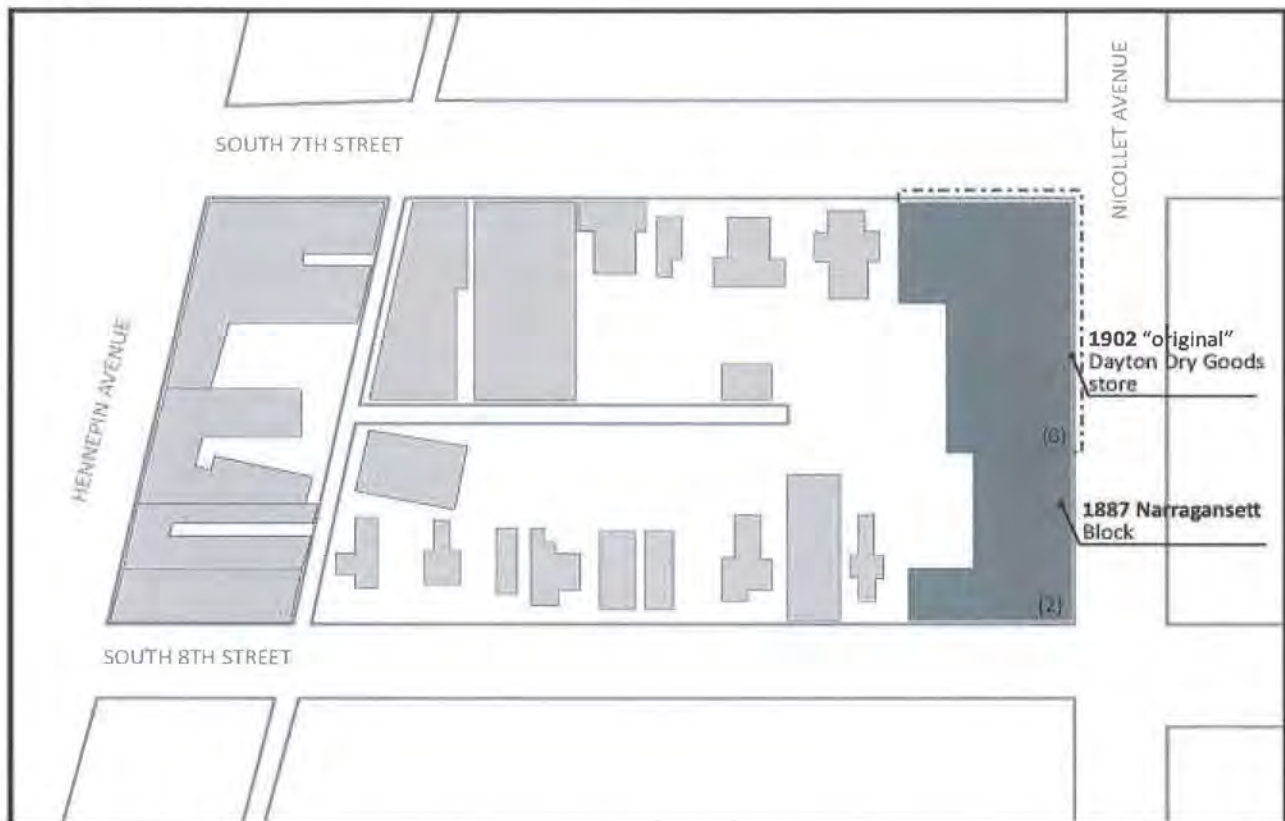 SOUTH 7TH STREET
NICOLLET AVENUE
HENNEPIN AVENUE
1902 "original"
Dayton Dry Goods
store
(6)
1887 Narragansett
Block
(2)
SOUTH 8TH STREET